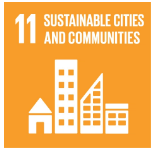 11 SUSTAINABLE CITIES
AND COMMUNITIES